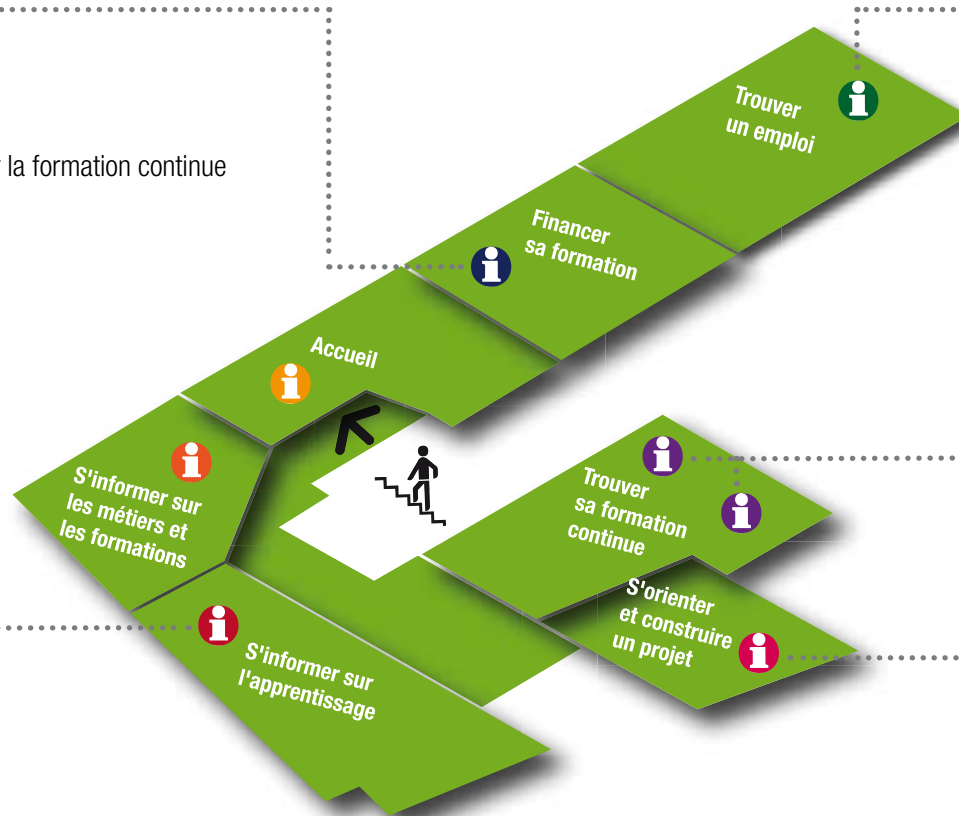 Trouver
un emploi
la formation continue
Financer
sa formation
Accueil
S'informer sur
les métiers et
les formations
Trouver
sa formation
continue
S'orienter
et construire
un projet
S'informer sur
l'apprentissage